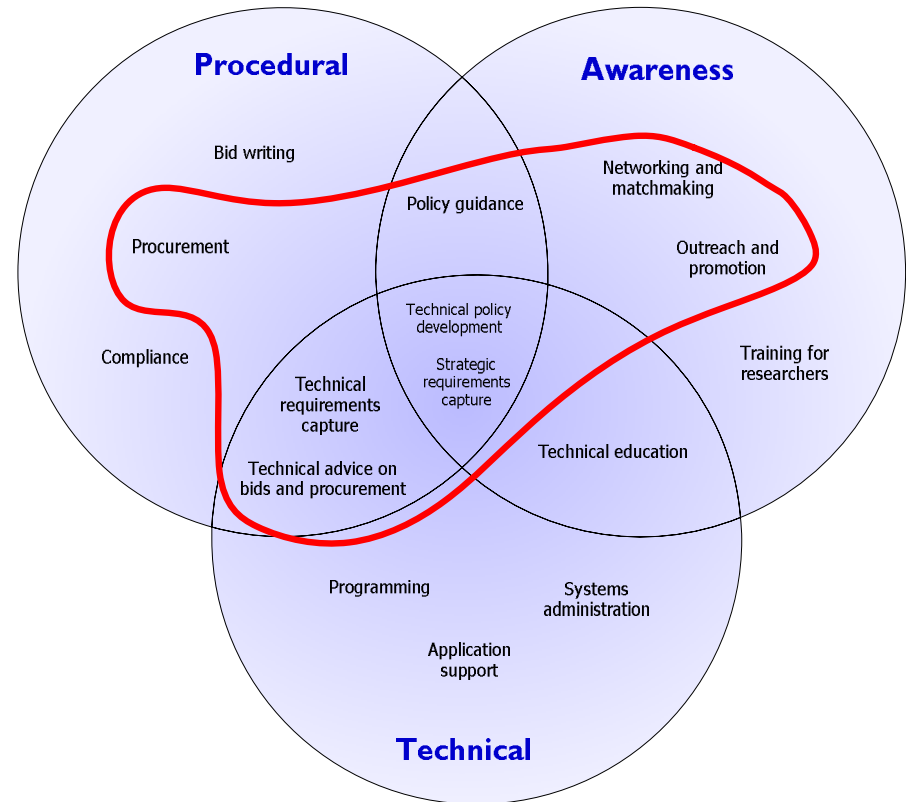 Procedural
Awareness
Bid writing
Networking and
matchmaking
Policy guidance
Procurement
Outreach and
promotion
Technical policy
development
Compliance
Training for
researchers
Strategic
requirements
capture
Technical
requirements
capture
Technical education
Technical advice on
bids and procurement
Programming
Systems
administration
Application
support
Technical